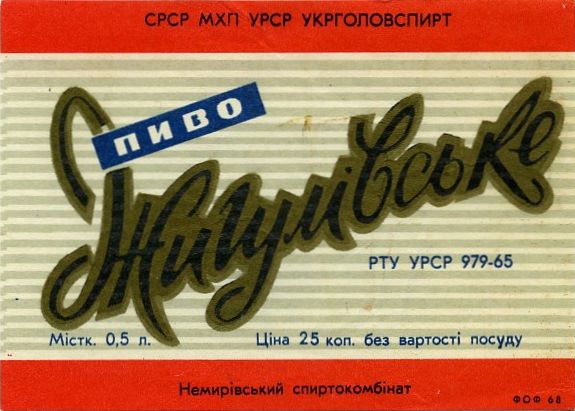 СРСР МХП УРСР УКРГОЛОВСПИРТ
ПИВО
Жигулівське
РТУ УРСР 979-65
Містк. 0,5 л.
Ціна 25 коп. без вартості посуду
Немирівський спиртокомбінат
ФОФ 68